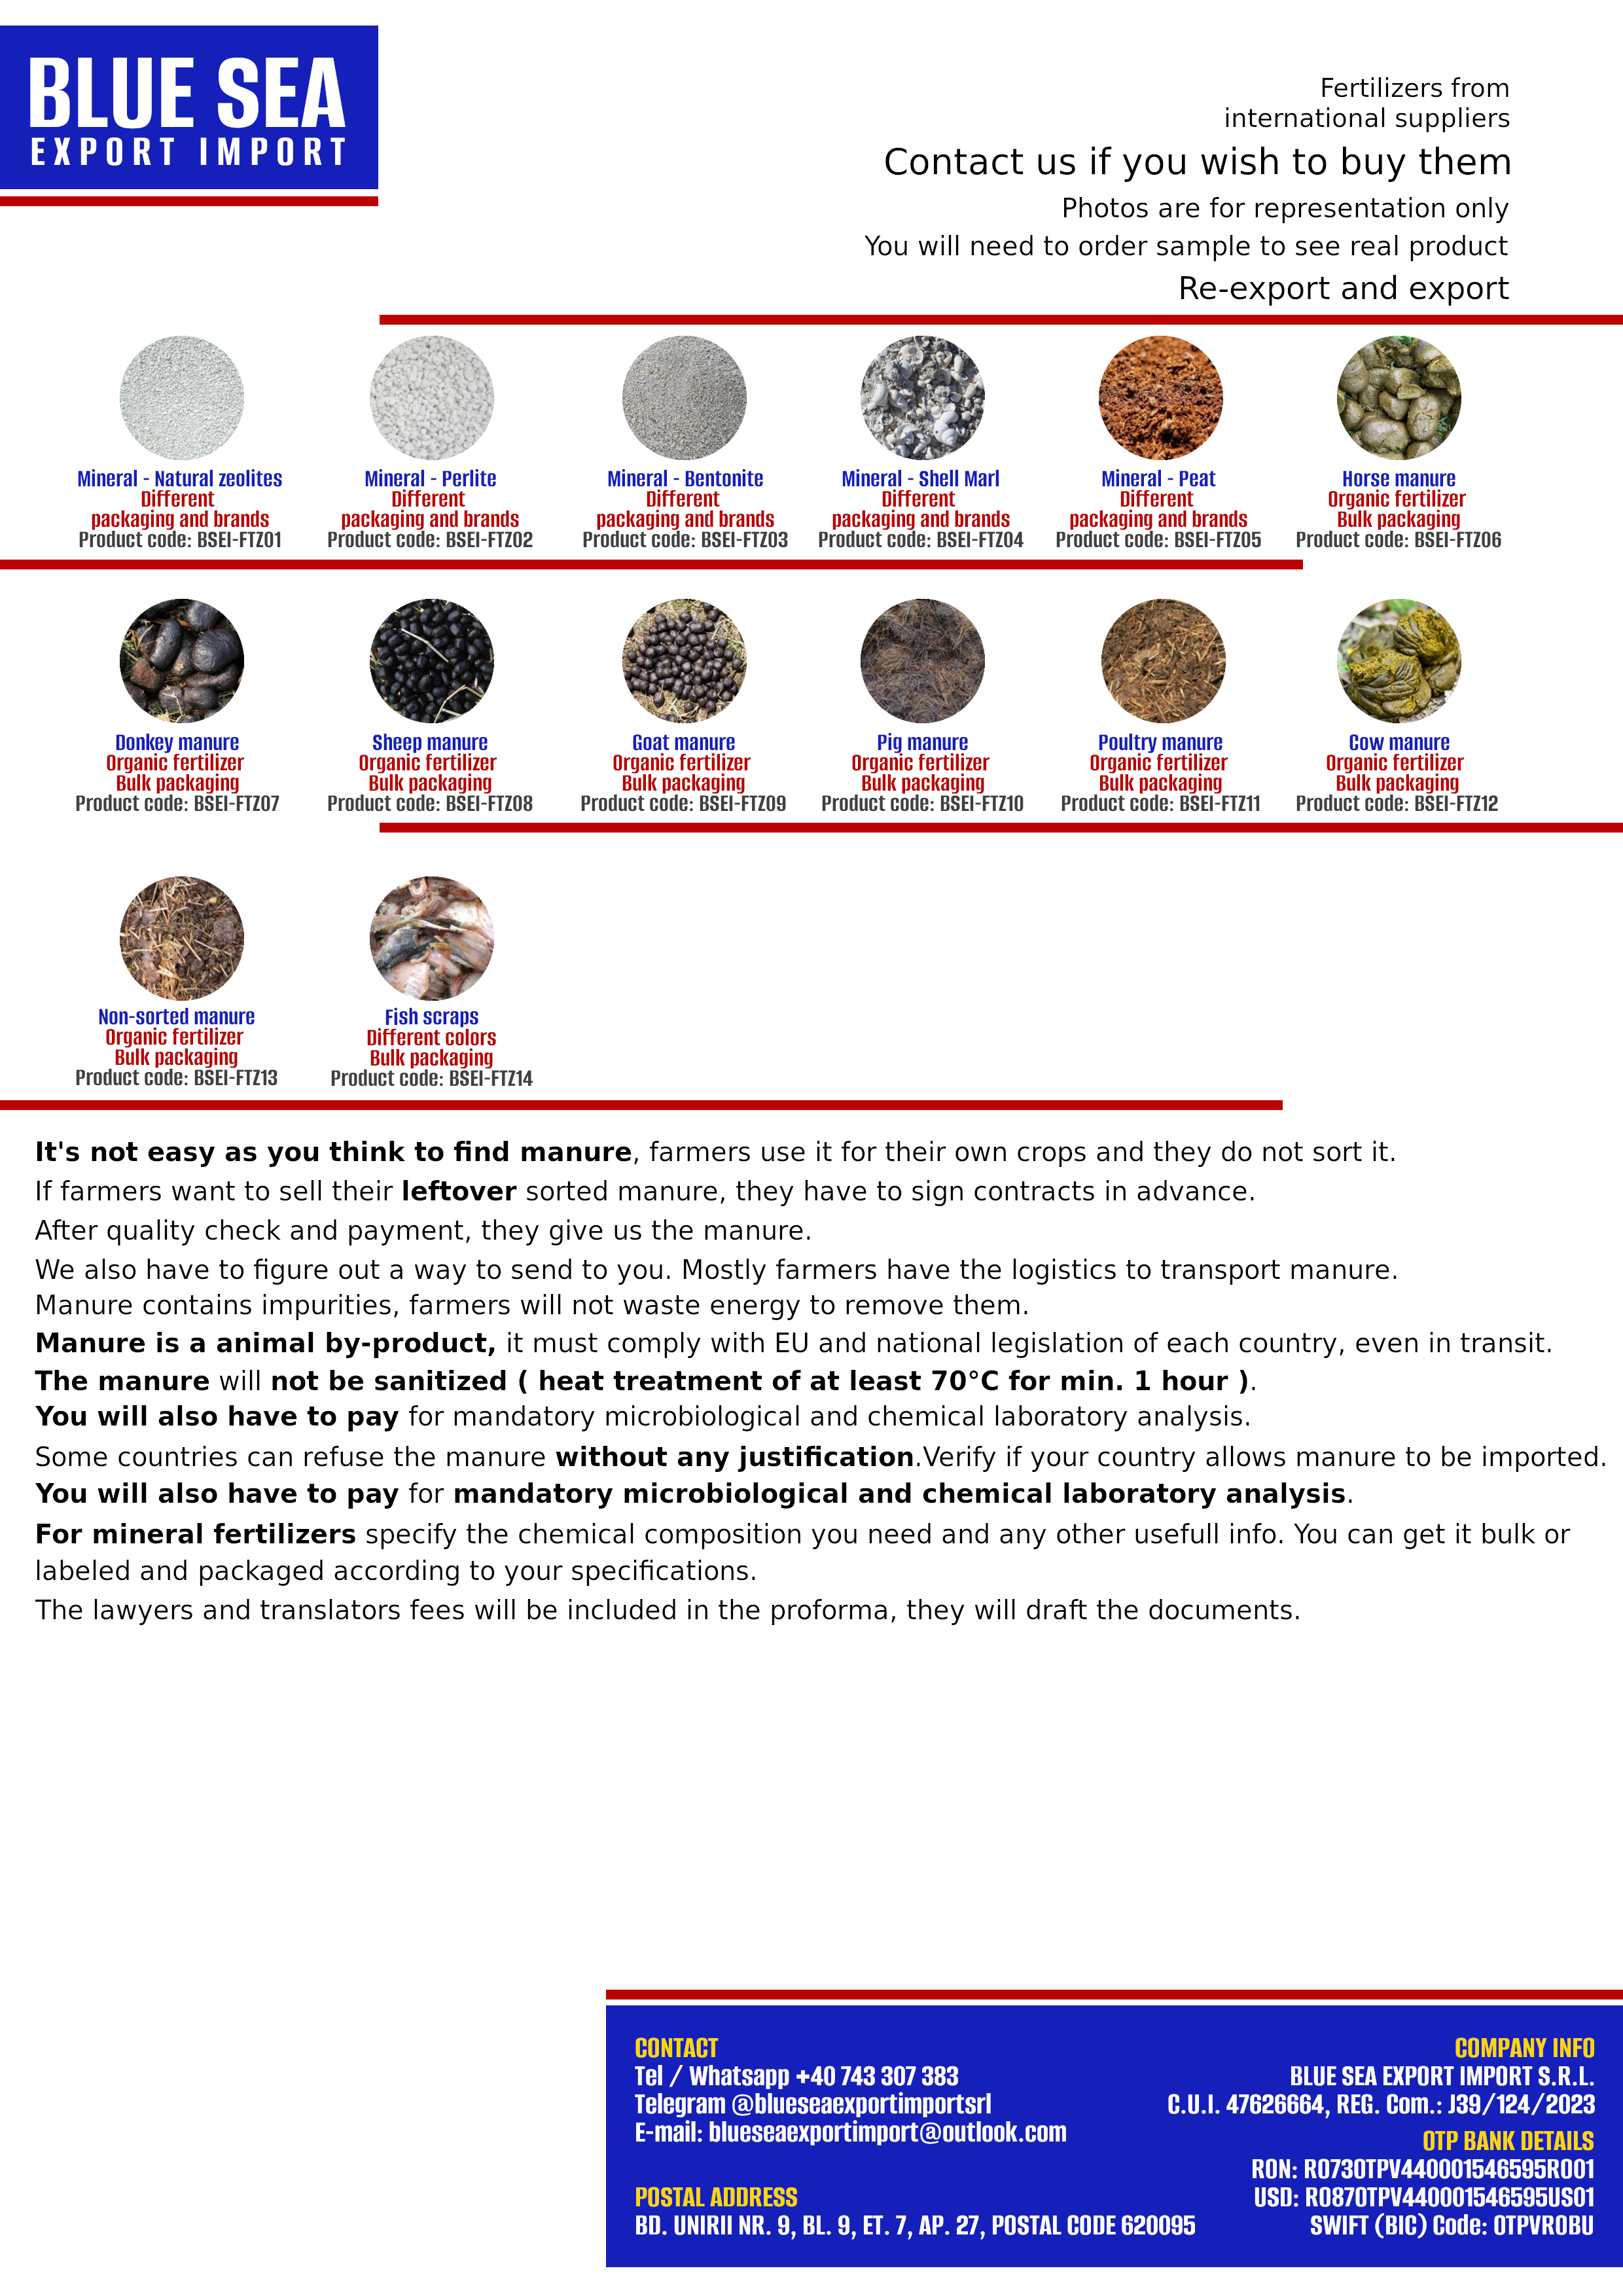 BLUE SEA
EXPORT IMPORT
Fertilizers from
international suppliers
Contact us if you wish to buy them
Photos are for representation only
You will need to order sample to see real product
Re-export and export
Mineral - Natural zeolites
Different
packaging and brands
Product code: BSEI-FTZ01
Mineral - Perlite
Different
packaging and brands
Product code: BSEI-FTZ02
Mineral - Bentonite
Different
packaging and brands
Product code: BSEI-FTZ03
Mineral - Shell Marl
Different
packaging and brands
Product code: BSEI-FTZ04
Mineral - Peat
Different
packaging and brands
Product code: BSEI-FTZ05
Horse manure
Organic fertilizer
Bulk packaging
Product code: BSEI-FTZ06
Donkey manure
Organic fertilizer
Bulk packaging
Product code: BSEI-FTZ07
Sheep manure
Organic fertilizer
Bulk packaging
Product code: BSEI-FTZ08
Goat manure
Organic fertilizer
Bulk packaging
Product code: BSEI-FTZ09
Pig manure
Organic fertilizer
Bulk packaging
Product code: BSEI-FTZ10
Poultry manure
Organic fertilizer
Bulk packaging
Product code: BSEI-FTZ11
Cow manure
Organic fertilizer
Bulk packaging
Product code: BSEI-FTZ12
Non-sorted manure
Organic fertilizer
Bulk packaging
Product code: BSEI-FTZ13
Fish scraps
Different colors
Bulk packaging
Product code: BSEI-FTZ14
It's not easy as you think to find manure, farmers use it for their own crops and they do not sort it.
If farmers want to sell their leftover sorted manure, they have to sign contracts in advance.
After quality check and payment, they give us the manure.
We also have to figure out a way to send to you. Mostly farmers have the logistics to transport manure.
Manure contains impurities, farmers will not waste energy to remove them.
Manure is a animal by-product, it must comply with EU and national legislation of each country, even in transit.
The manure will not be sanitized ( heat treatment of at least 70°C for min. 1 hour ).
You will also have to pay for mandatory microbiological and chemical laboratory analysis.
Some countries can refuse the manure without any justification.Verify if your country allows manure to be imported.
You will also have to pay for mandatory microbiological and chemical laboratory analysis.
For mineral fertilizers specify the chemical composition you need and any other usefull info. You can get it bulk or
labeled and packaged according to your specifications.
The lawyers and translators fees will be included in the proforma, they will draft the documents.
CONTACT
Tel / Whatsapp +40 743 307 383
Telegram @blueseaexportimportsrl
E-mail: blueseaexportimport@outlook.com
POSTAL ADDRESS
BD. UNIRII NR. 9, BL. 9, ET. 7, AP. 27, POSTAL CODE 620095
COMPANY INFO
BLUE SEA EXPORT IMPORT S.R.L.
C.U.I. 47626664, REG. Com.: J39/124/2023
OTP BANK DETAILS
RON: RO73OTPV440001546595RO01
USD: RO87OTPV440001546595US01
SWIFT (BIC) Code: OTPVROBU